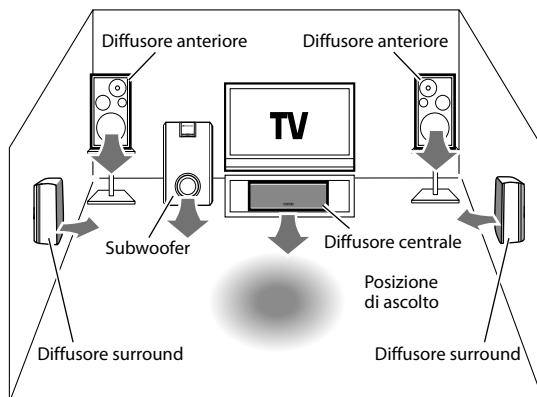 Diffusore anteriore
Diffusore anteriore
TV
Subwoofer
Diffusore centrale
Posizione
di ascolto
Diffusore surround
Diffusore surround